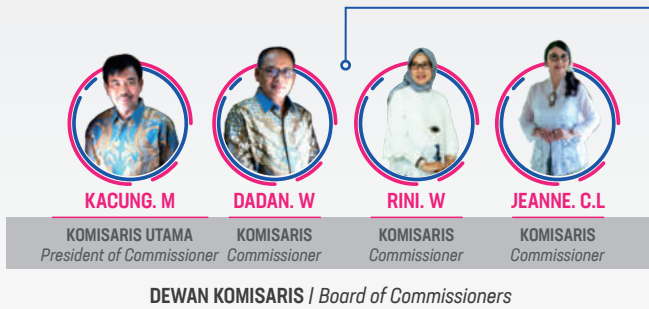 KACUNG. M
DADAN. W
RINI. W
JEANNE. C.L
KOMISARIS UTAMA
President of Commissioner
KOMISARIS
Commissioner
KOMISARIS
Commissioner
KOMISARIS
Commissioner
DEWAN KOMISARIS / Board of Commissioners